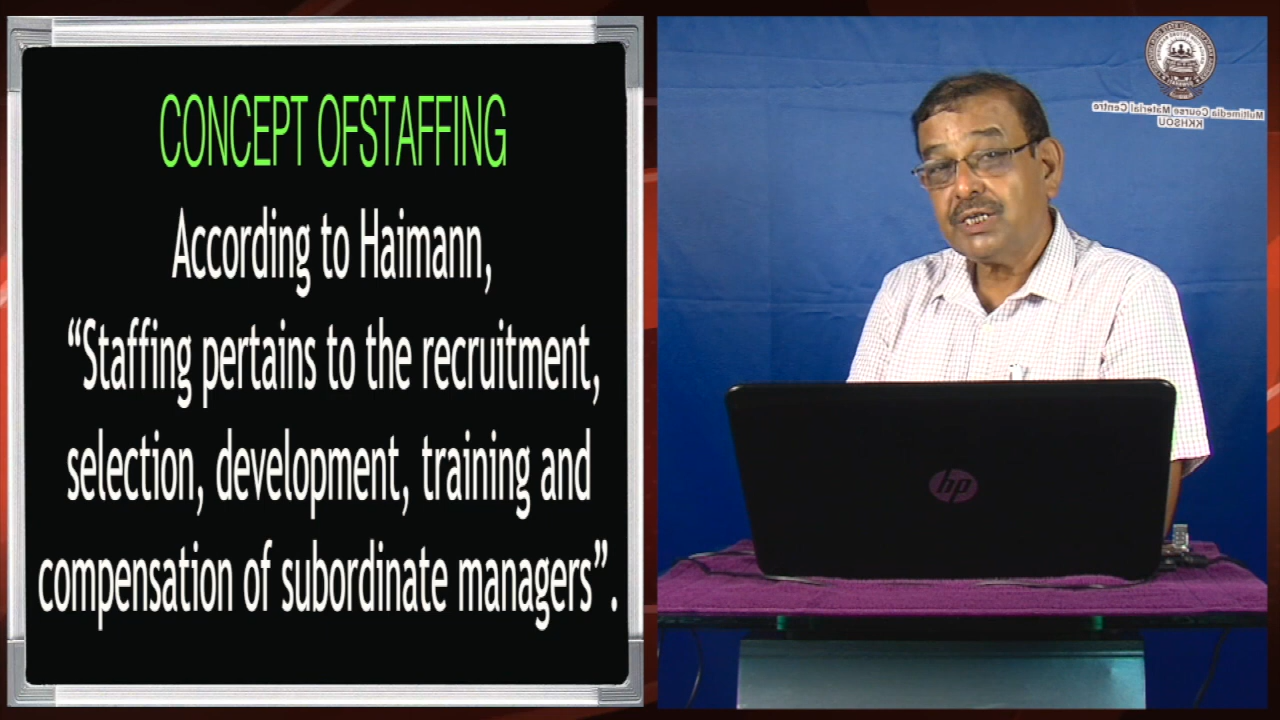 CONCEPT OFSTAFFING
According to Haimann,
“Staffing pertains to the recruitment,
selection, development, training and
compensation of subordinate managers”.
Multimedia Course Material Centre
KKHSOU
hp